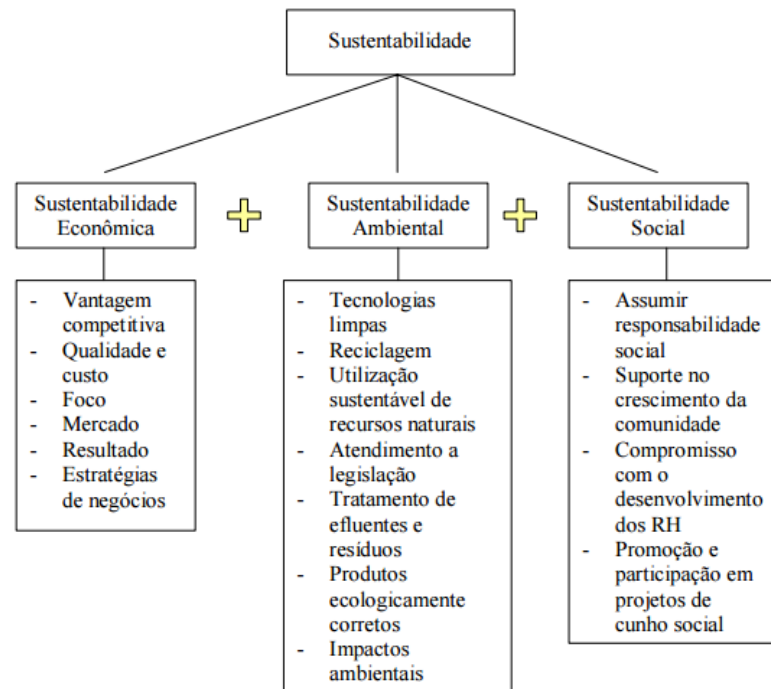 Sustentabilidade
Sustentabilidade
Econômica
Sustentabilidade
Ambiental
Sustentabilidade
Social
- Vantagem
competitiva
- Qualidade e
custo
- Foco
- Mercado
- Resultado
- Estratégias
de negócios
- Tecnologias
limpas
- Reciclagem
- Utilização
sustentável de
recursos naturais
- Atendimento a
legislação
- Tratamento de
efluentes e
resíduos
- Produtos
ecologicamente
corretos
- Impactos
ambientais
- Assumir
responsabilidade
social
- Suporte no
crescimento da
comunidade
- Compromisso
com o
desenvolvimento
dos RH
- Promoção e
participação em
projetos de
cunho social